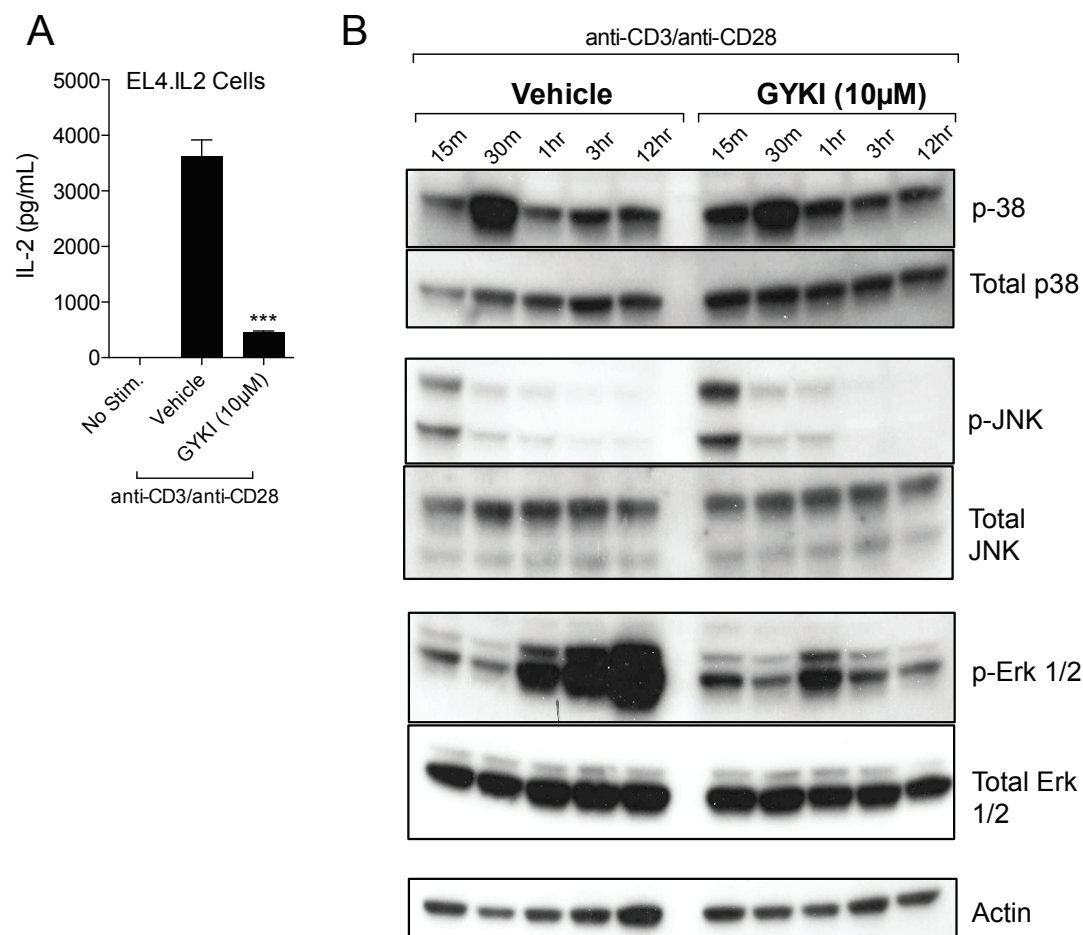 A
EL4.IL2 Cells
IL-2 (pg/mL)
5000
4000
3000
2000
1000
0
***
No Stim.
Vehicle
GYKI (10µM)
anti-CD3/anti-CD28
B
anti-CD3/anti-CD28
Vehicle
GYKI (10µM)
15m 30m 1hr 3hr 12hr
15m 30m 1hr 3hr 12hr
p-38
Total p38
p-JNK
Total
JNK
p-Erk 1/2
Total Erk
1/2
Actin